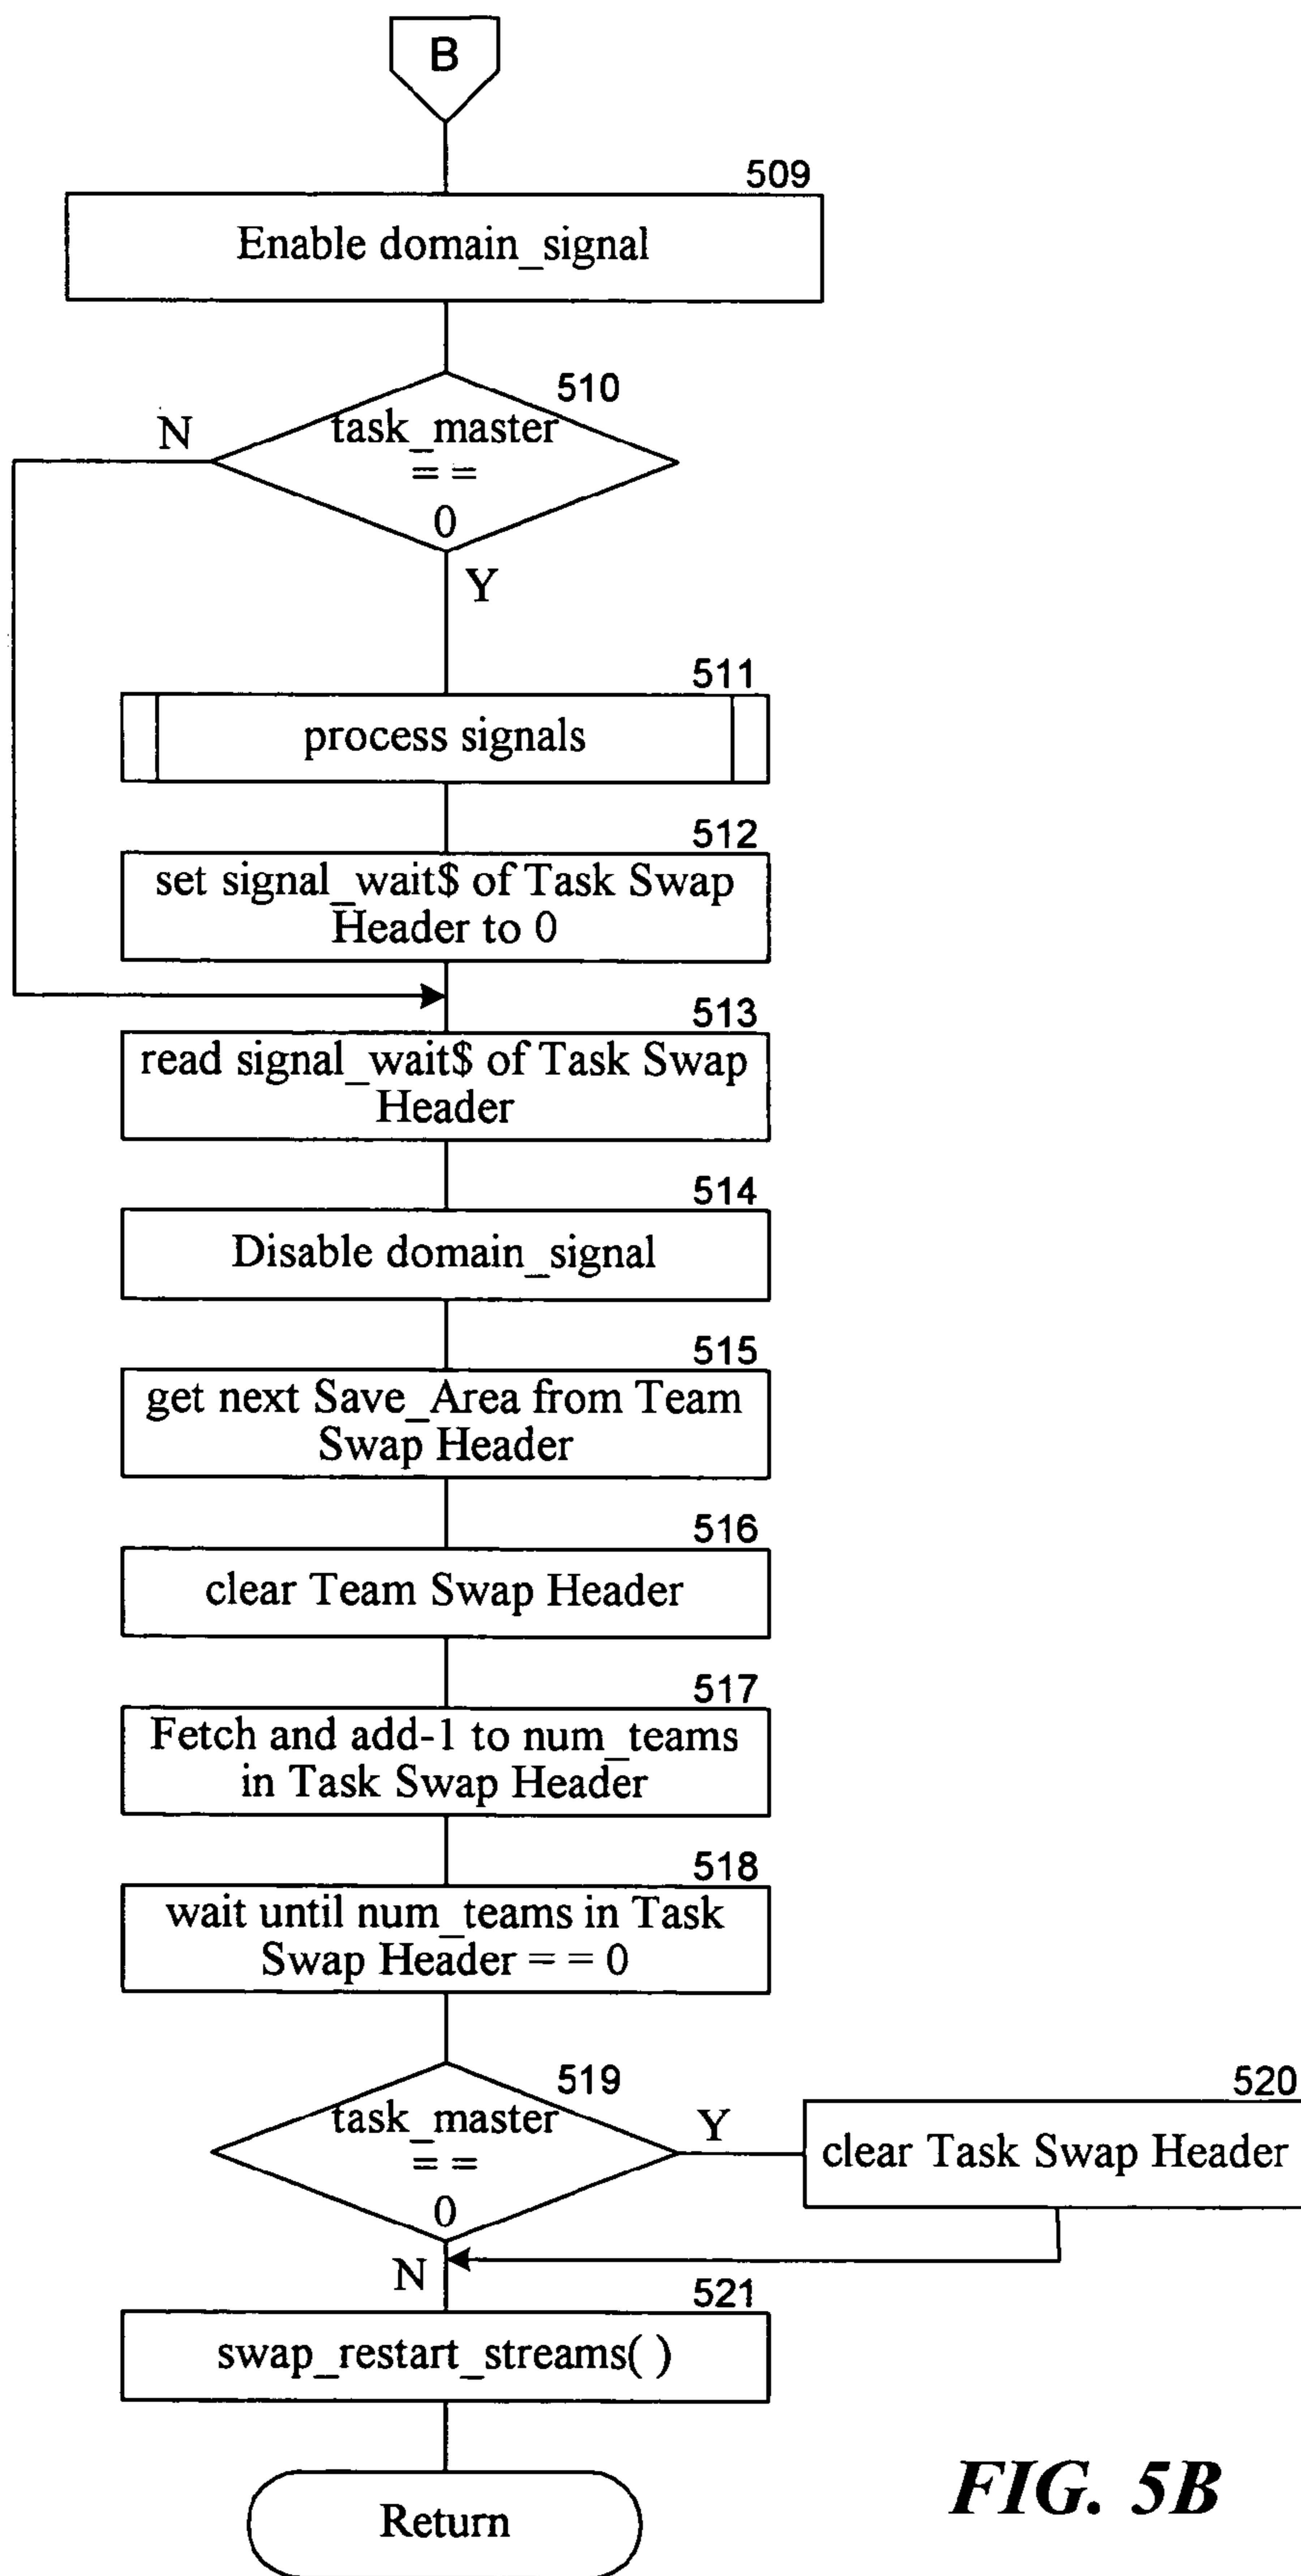 B
509
Enable domain_signal
510
N
task_master
= =
0
Y
511
process signals
512
set signal_wait$ of Task Swap
Header to 0
513
read signal_wait$ of Task Swap
Header
514
Disable domain_signal
515
get next Save_Area from Team
Swap Header
516
clear Team Swap Header
517
Fetch and add-1 to num_teams
in Task Swap Header
518
wait until num_teams in Task
Swap Header = = 0
519
task_master
= =
0
Y
520
clear Task Swap Header
N
521
swap_restart_streams( )
Return
FIG. 5B